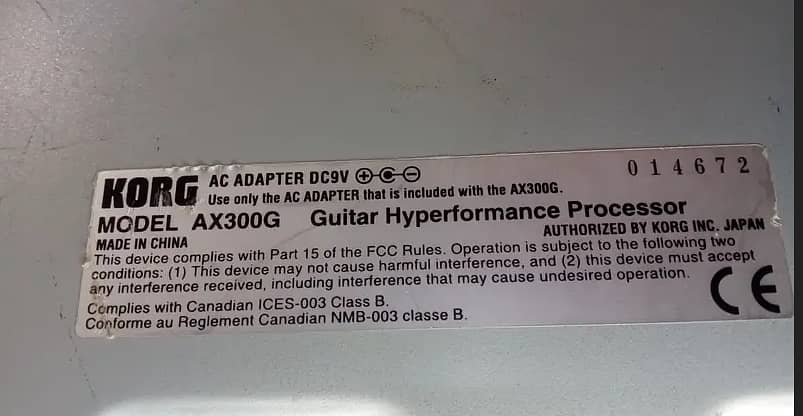 014672
KORG AC ADAPTER DC9V
Use only the AC ADAPTER that is included with the AX300G.
MODEL AX300G Guitar Hyperformance Processor
MADE IN CHINA AUTHORIZED BY KORG INC. JAPAN
This device complies with Part 15 of the FCC Rules. Operation is subject to the following two
conditions: (1) This device may not cause harmful interference, and (2) this device must accept
any interference received, including interference that may cause undesired operation.
Complies with Canadian ICES-003 Class B.
Conforme au Reglement Canadian NMB-003 classe B.
CE